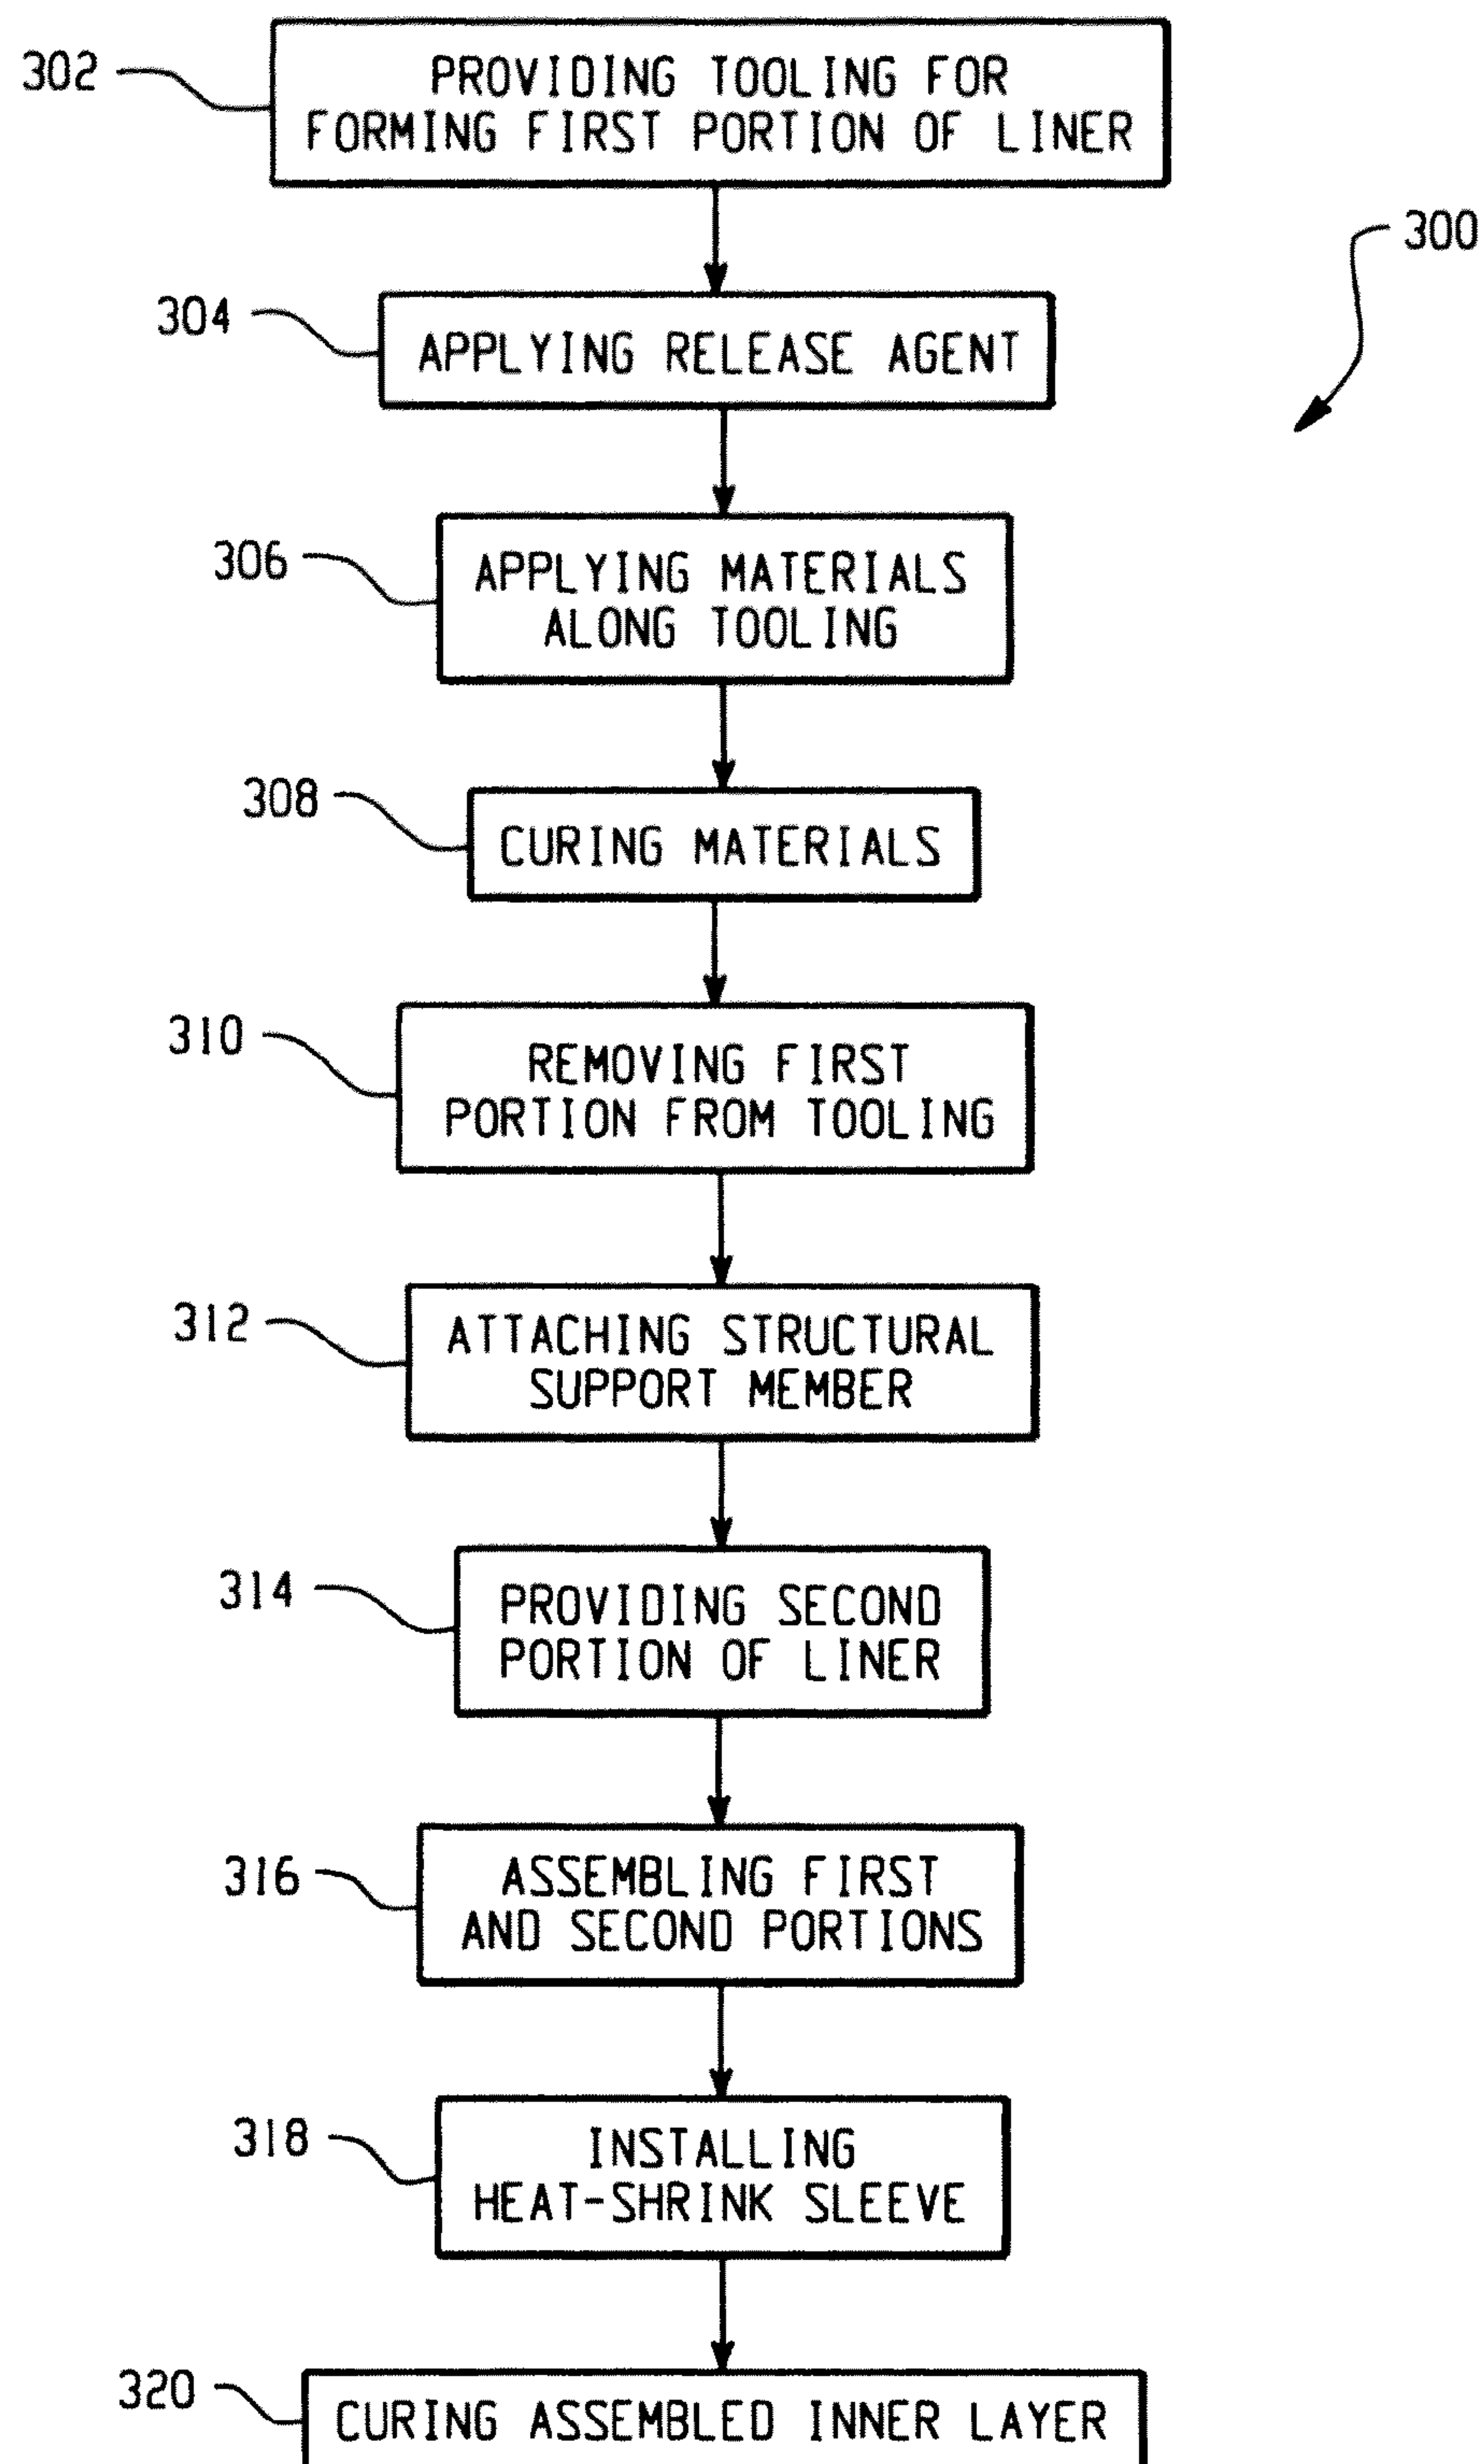 302
PROVIDING TOOLING FOR
FORMING FIRST PORTION OF LINER
300
304
APPLYING RELEASE AGENT
306
APPLYING MATERIALS
ALONG TOOLING
308
CURING MATERIALS
310
REMOVING FIRST
PORTION FROM TOOLING
312
ATTACHING STRUCTURAL
SUPPORT MEMBER
314
PROVIDING SECOND
PORTION OF LINER
316
ASSEMBLING FIRST
AND SECOND PORTIONS
318
INSTALLING
HEAT-SHRINK SLEEVE
320
CURING ASSEMBLED INNER LAYER